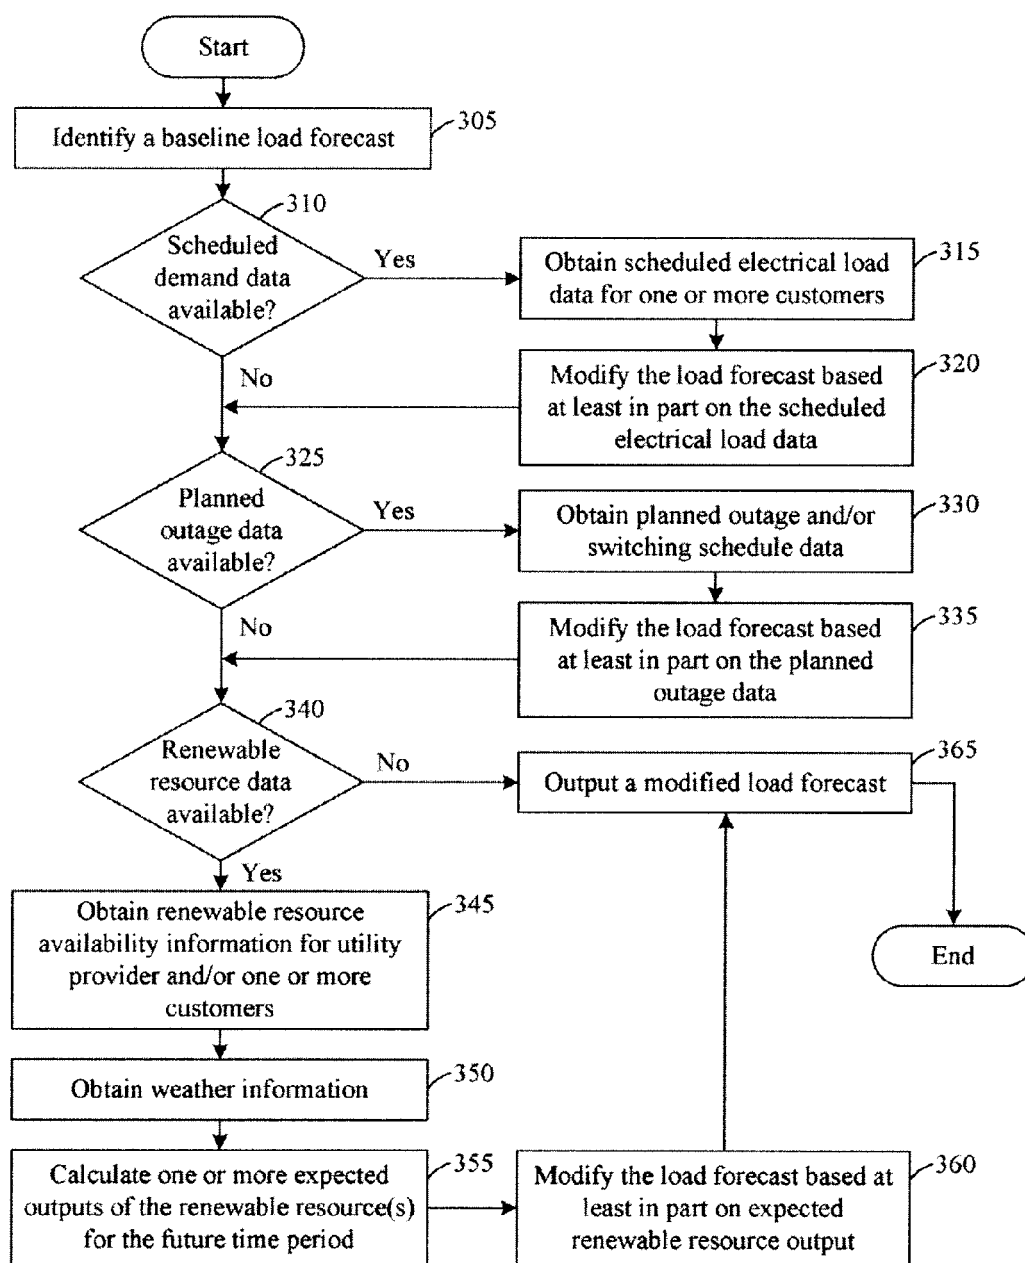 Start
Identify a baseline load forecast
305
310
Scheduled
demand data
available?
Yes
Obtain scheduled electrical load
data for one or more customers
315
No
Modify the load forecast based
at least in part on the scheduled
electrical load data
320
325
Planned
outage data
available?
Yes
Obtain planned outage and/or
switching schedule data
330
No
Modify the load forecast based
at least in part on the planned
outage data
335
340
Renewable
resource data
available?
No
Output a modified load forecast
365
Yes
Obtain renewable resource
availability information for utility
provider and/or one or more
customers
345
End
Obtain weather information
350
Calculate one or more expected
outputs of the renewable resource(s)
for the future time period
355
Modify the load forecast based at
least in part on expected
renewable resource output
360